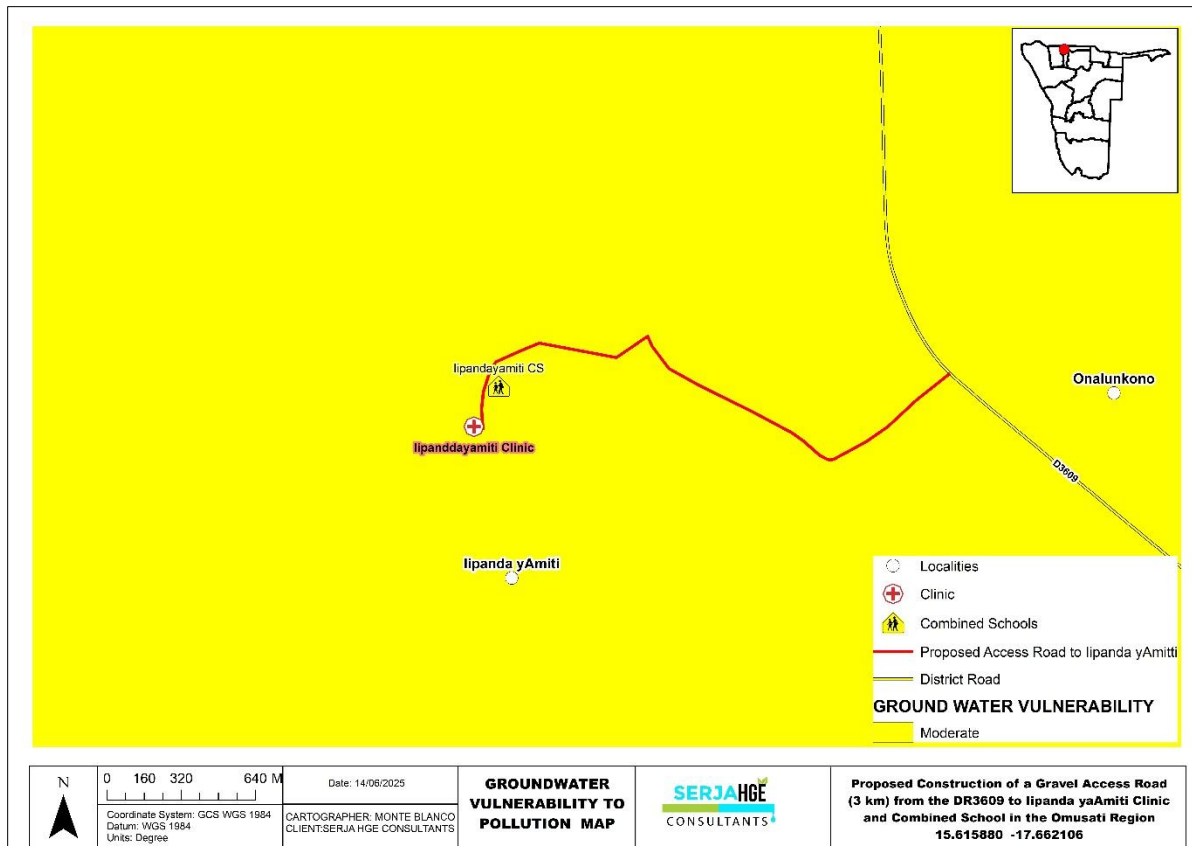 Iipandayamiti CS
Iipanddayamiti Clinic
Onalunkono
D3609
Iipanda yAmiti
Localities
Clinic
Combined Schools
Proposed Access Road to Iipanda yAmitti
District Road
GROUND WATER VULNERABILITY
Moderate
N
0 160 320 640 M
Coordinate System: GCS WGS 1984
Datum: WGS 1984
Units: Degree
Date: 14/06/2025
CARTOGRAPHER: MONTE BLANCO
CLIENT:SERJA HGE CONSULTANTS
GROUNDWATER
VULNERABILITY TO
POLLUTION MAP
SERJAHGE
CONSULTANTS
Proposed Construction of a Gravel Access Road
(3 km) from the DR3609 to Iipanda yaAmiti Clinic
and Combined School in the Omusati Region
15.615880 -17.662106